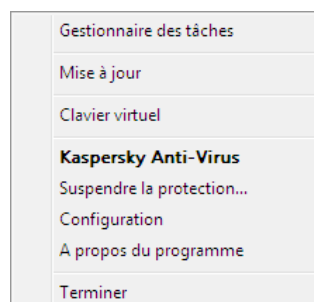 Gestionnaire des tâches
Mise à jour
Clavier virtuel
Kaspersky Anti-Virus
Suspendre la protection...
Configuration
A propos du programme
Terminer